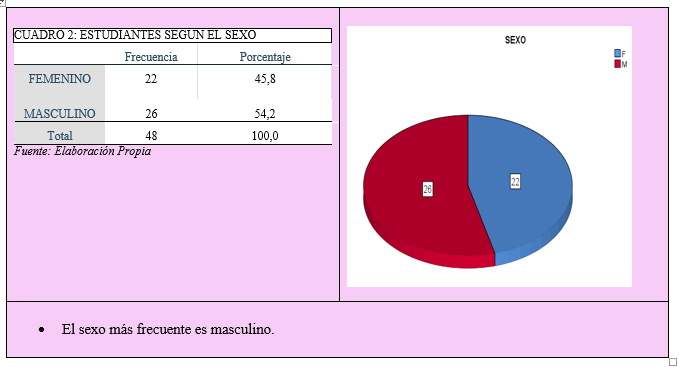 CUADRO 2: ESTUDIANTES SEGUN EL SEXO
Frecuencia Porcentaje
FEMENINO 22 45,8
MASCULINO 26 54,2
Total 48 100,0
Fuente: Elaboración Propia
SEXO
F
M
26 22
• El sexo más frecuente es masculino.